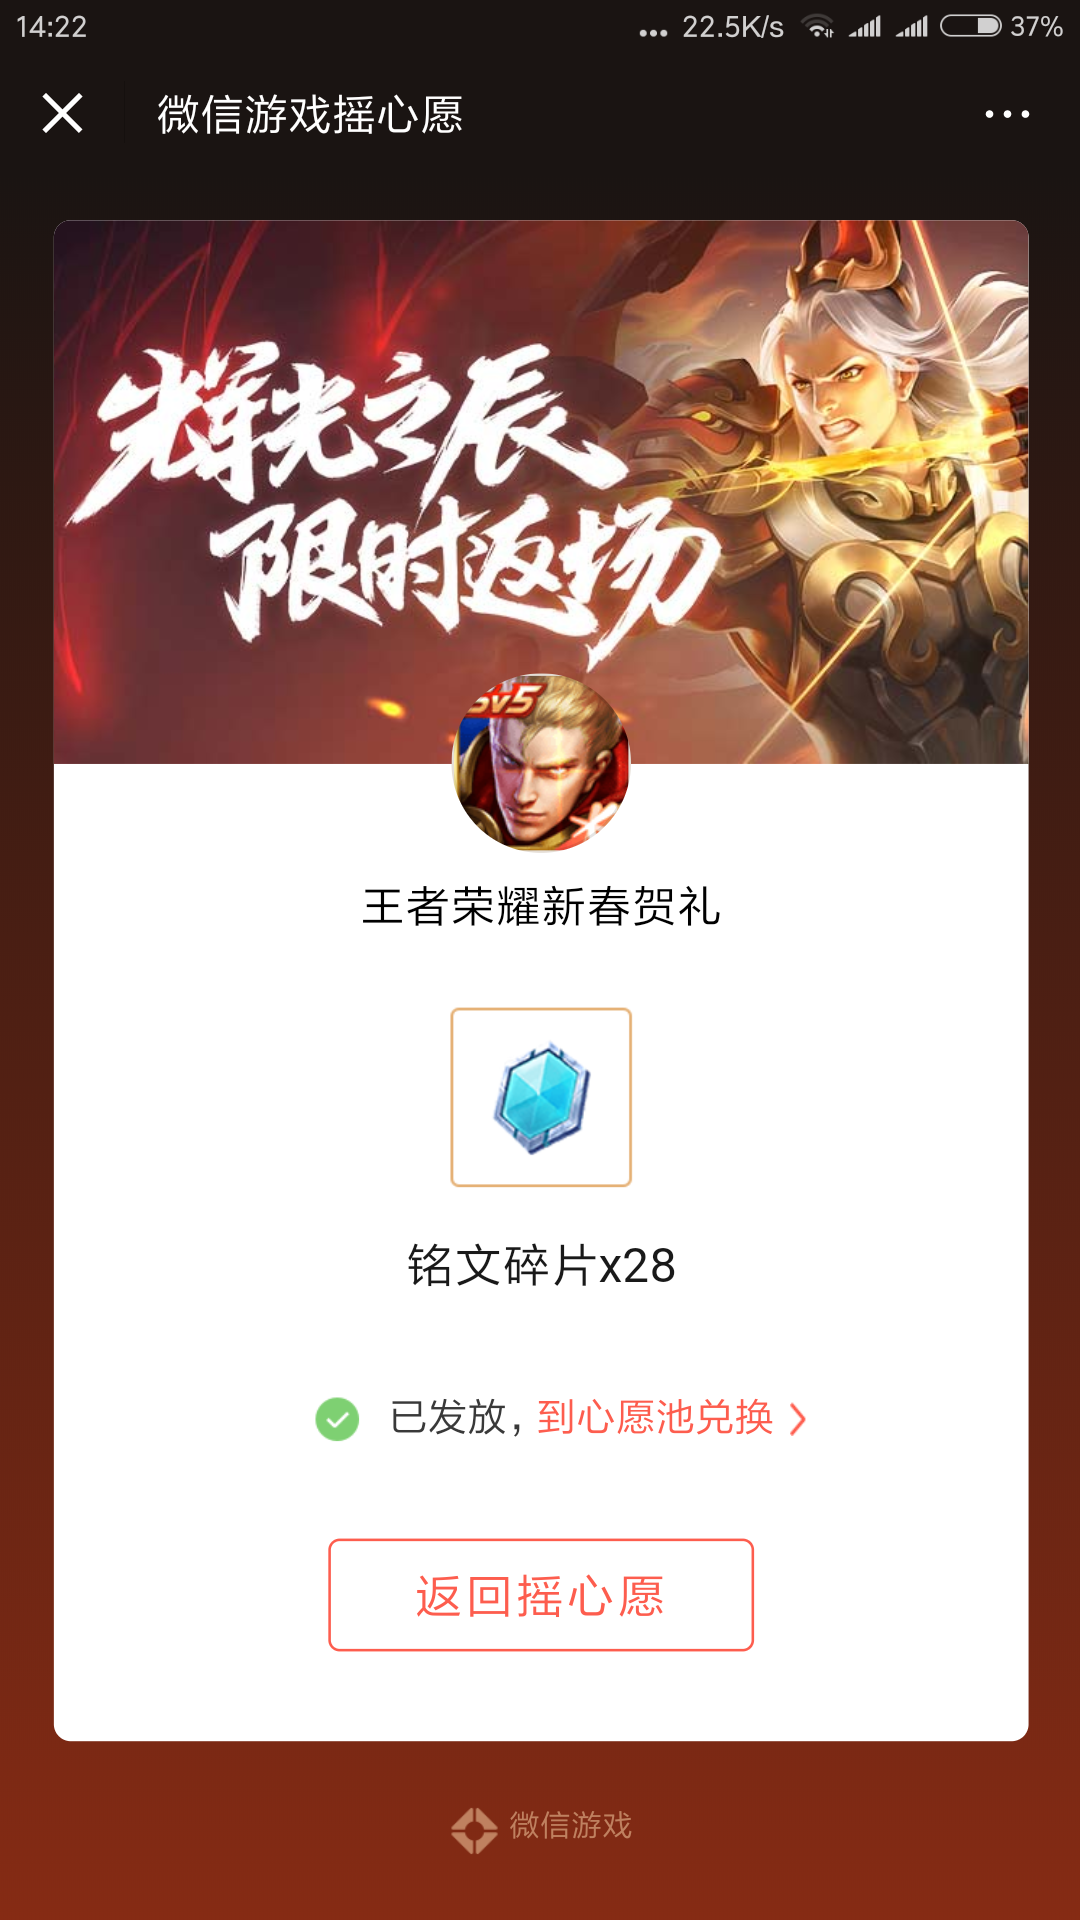 14:22
... 22.5K/s
37%
微信游戏摇心愿
辉光之辰
限时返场
5v5
王者荣耀新春贺礼
铭文碎片x28
已发放，到心愿池兑换
返回摇心愿
微信游戏